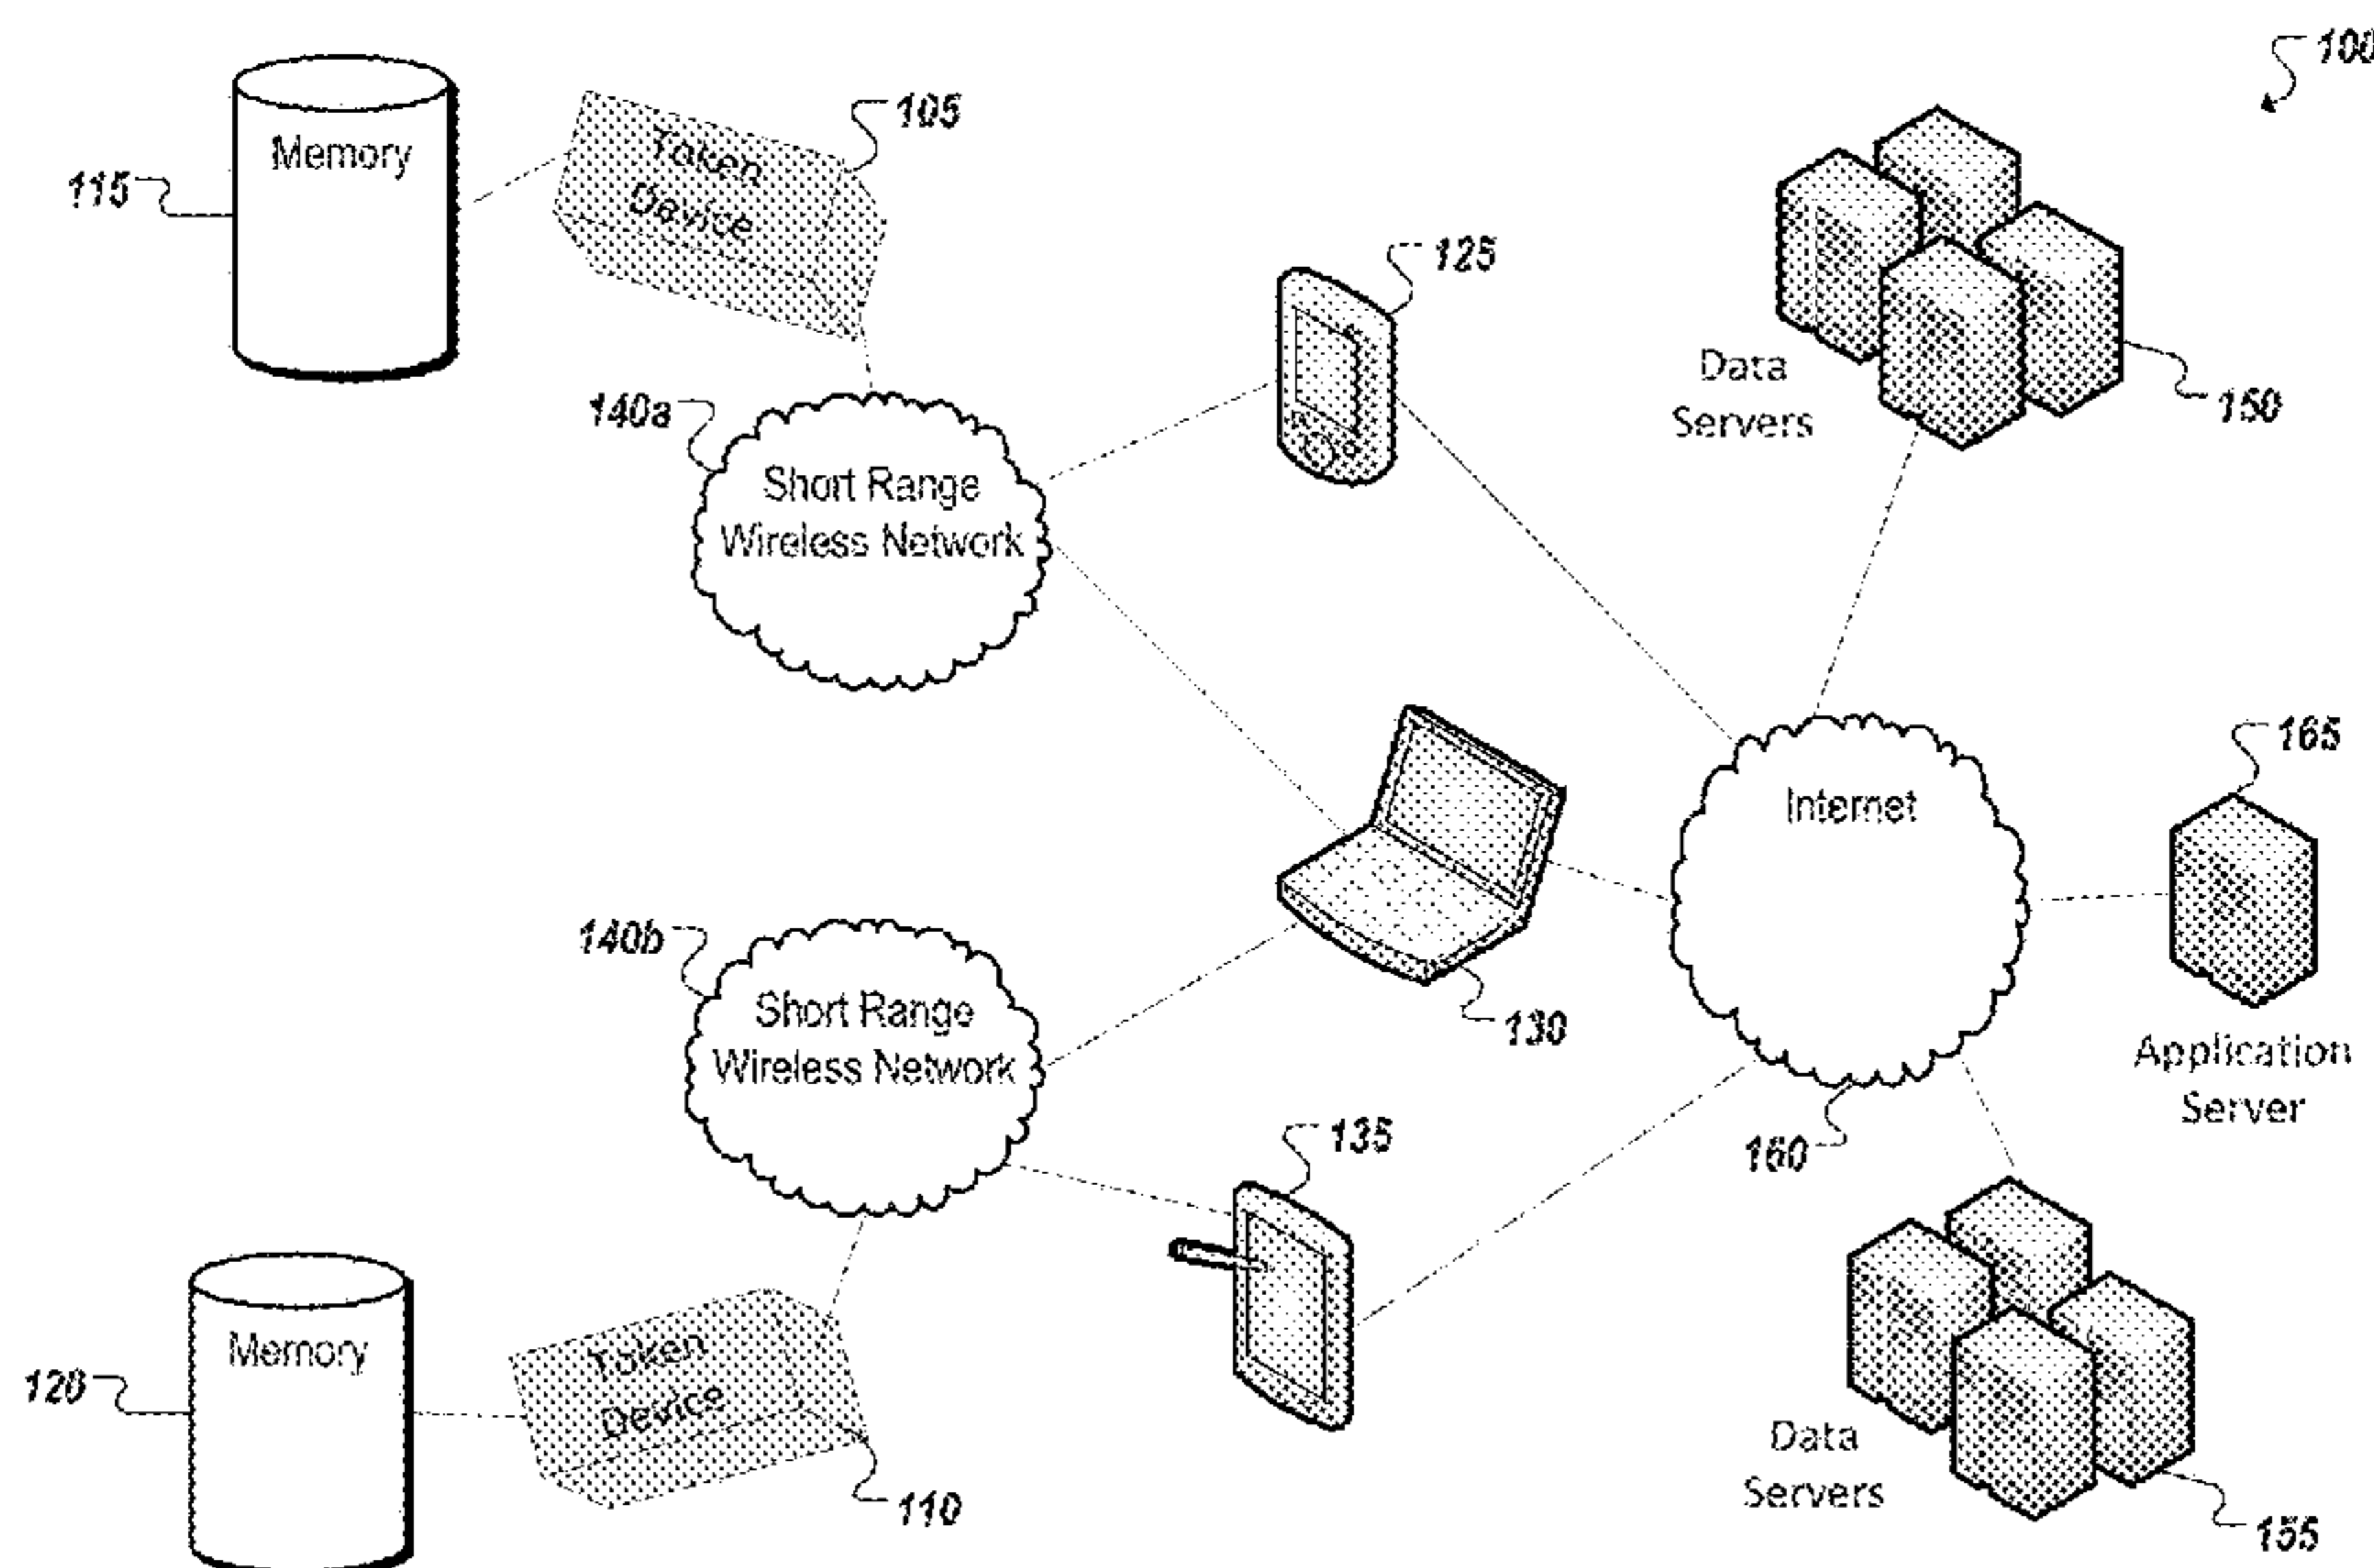 100
Memory
115
Token
Device
105
125
Data
Servers
150
140a
Short Range
Wireless Network
165
Internet
Application
Server
140b
Short Range
Wireless Network
130
160
135
Memory
120
Token
Device
110
Data
Servers
155